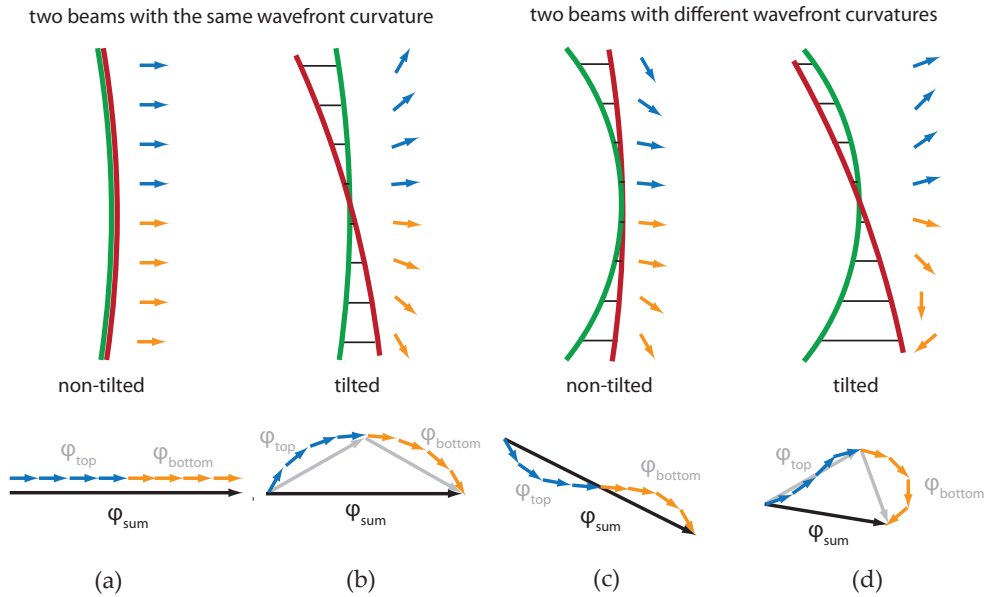 two beams with the same wavefront curvature
two beams with different wavefront curvatures
non-tilted
tilted
non-tilted
tilted
φtop
φbottom
φsum
φtop
φbottom
φsum
φtop
φbottom
φsum
φtop
φbottom
φsum
(a)
(b)
(c)
(d)